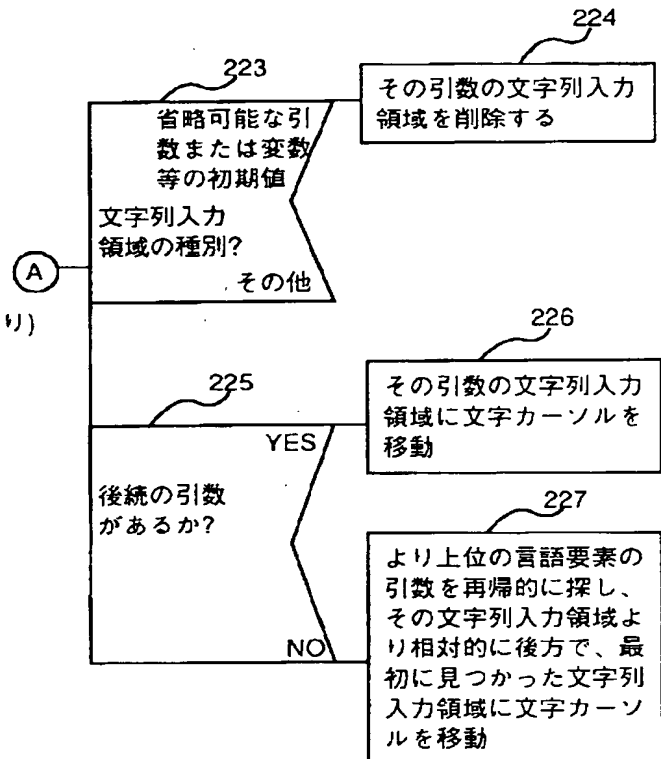 223
省略可能な引
数または変数
等の初期値
文字列入力
領域の種別?
その他
224
その引数の文字列入力
領域を削除する
A
り)
225
YES
後続の引数
があるか?
NO
226
その引数の文字列入力
領域に文字カーソルを
移動
227
より上位の言語要素の
引数を再帰的に探し、
その文字列入力領域よ
り相対的に後方で、最
初に見つかった文字列
入力領域に文字カーソ
ルを移動